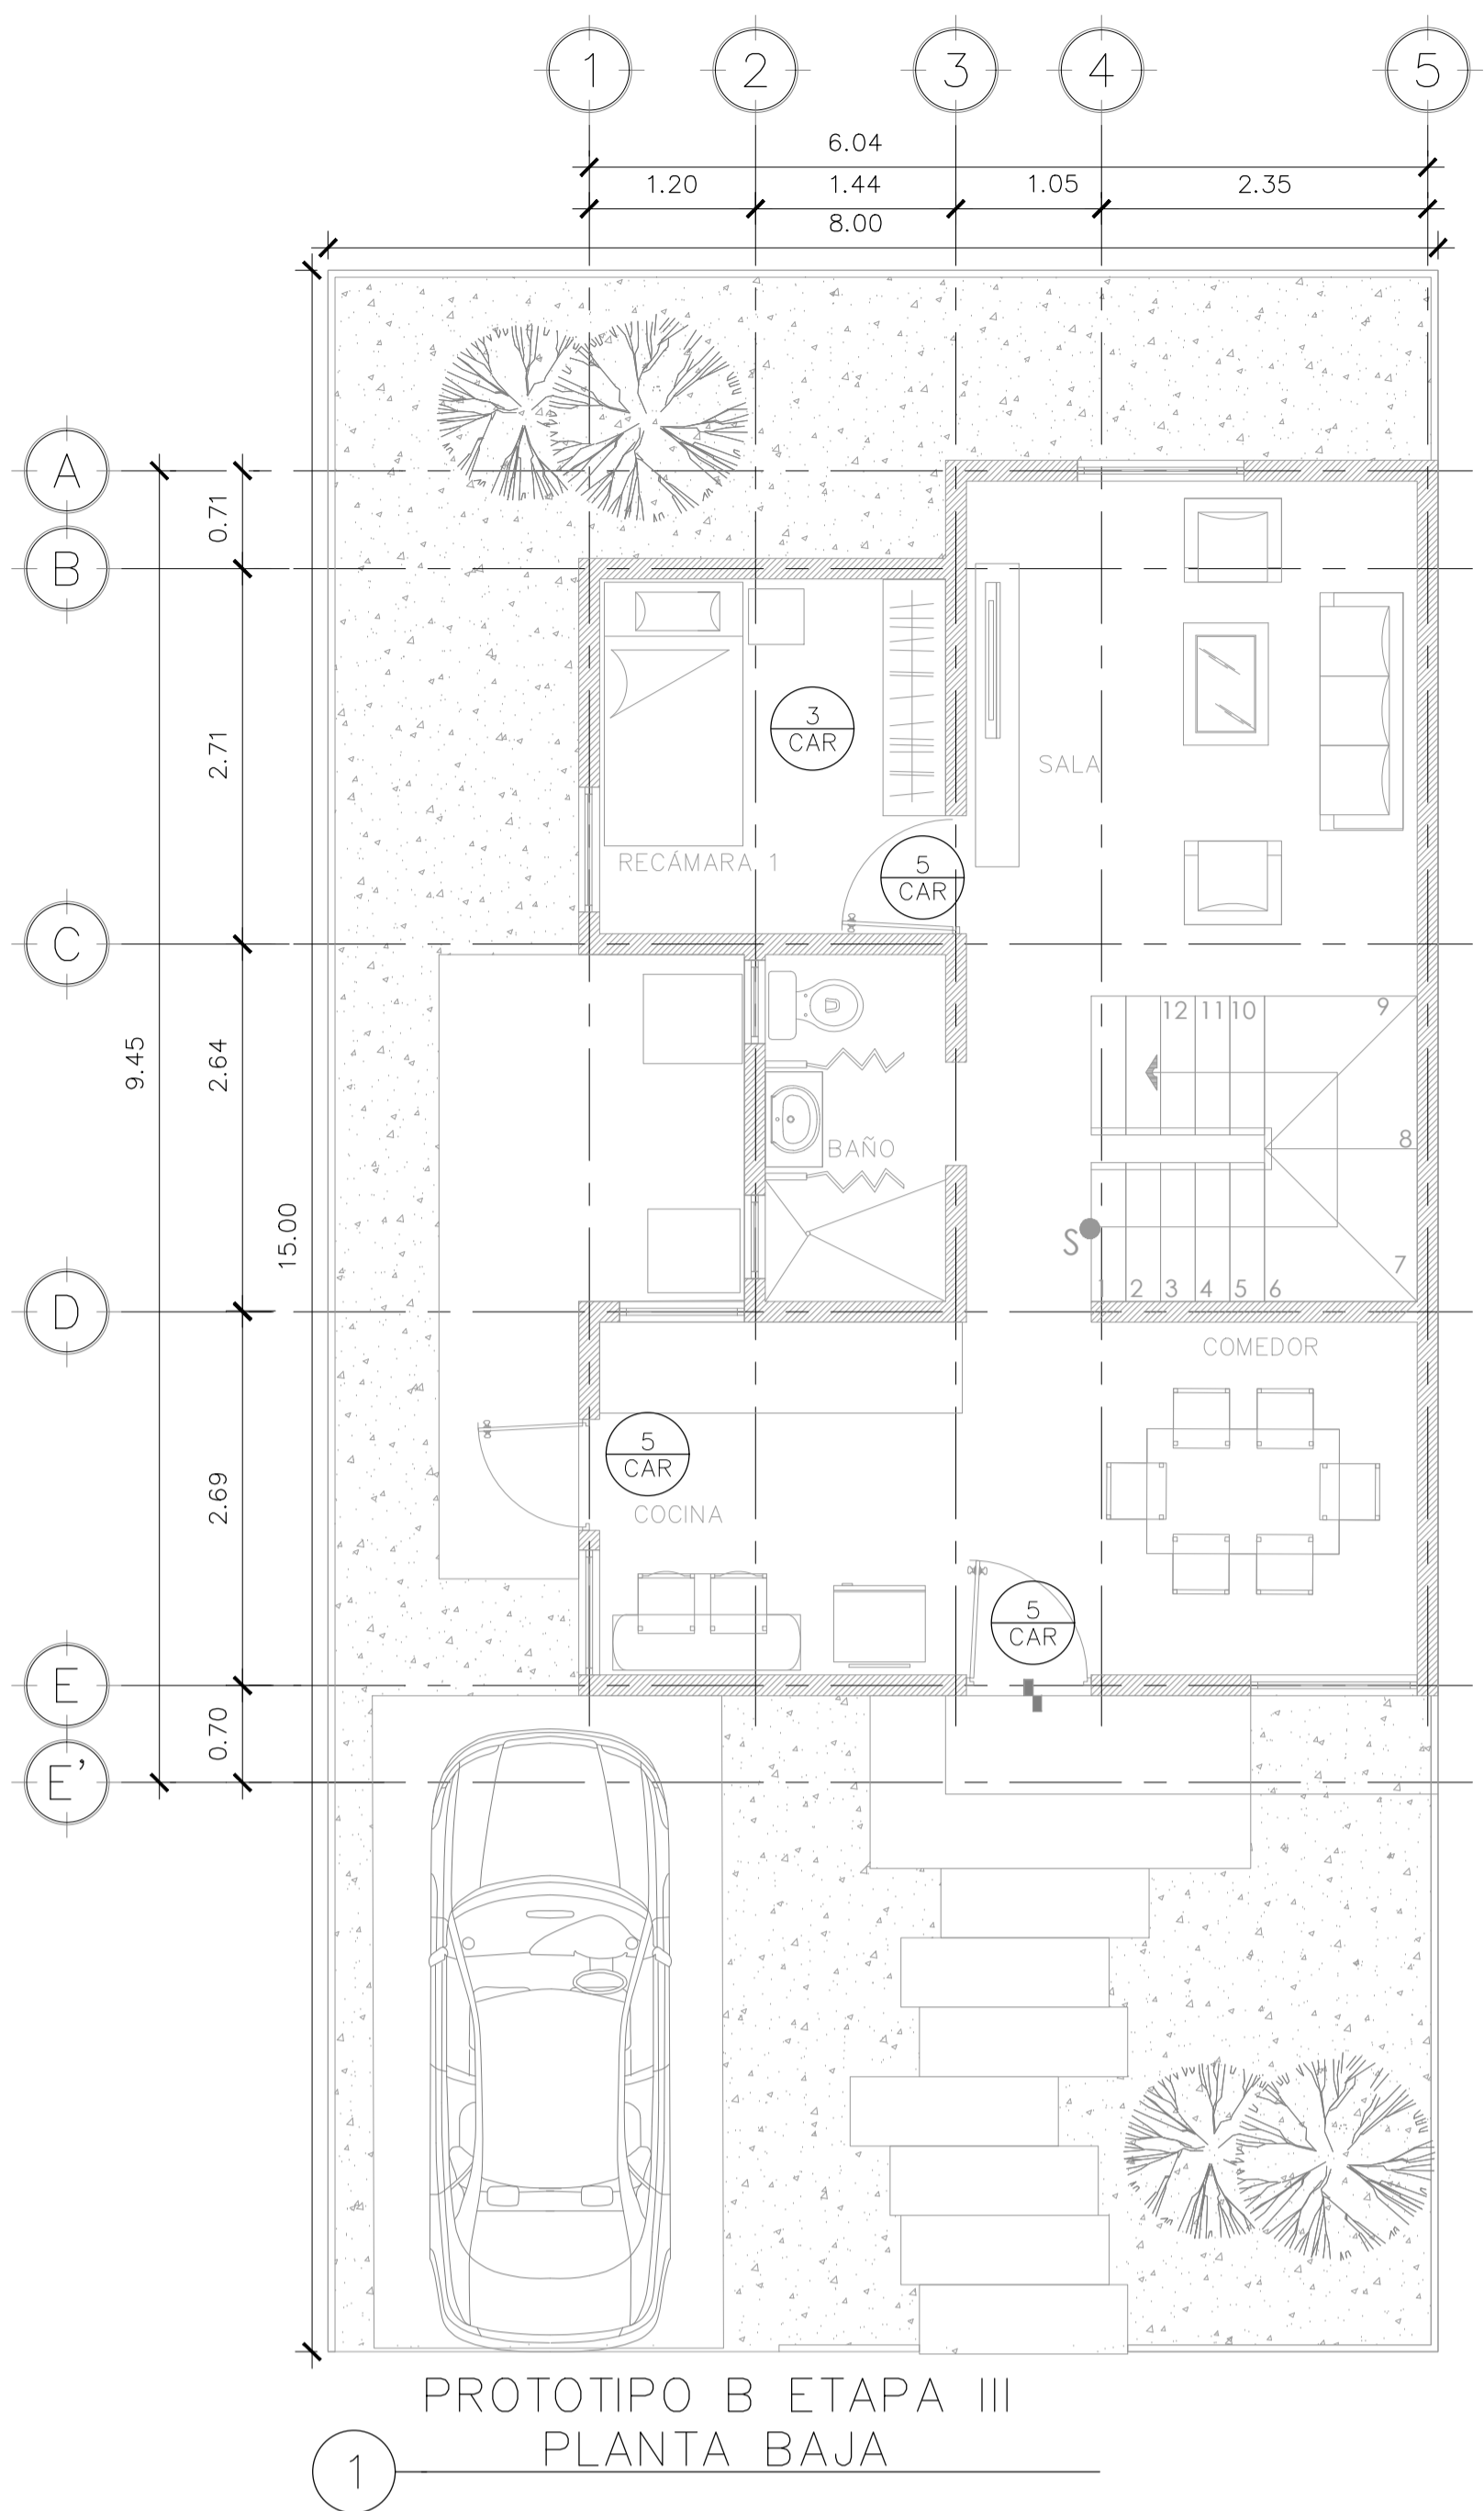 1 2 3 4 5
6.04
1.20 1.44 1.05 2.35
8.00
A
0.71
B
2.71
3
CAR
SALA
RECÁMARA 1
5
CAR
C
12 11 10 9
9.45
2.64
8
BAÑO
15.00
S
7
1 2 3 4 5 6
D
COMEDOR
5
CAR
2.69
COCINA
5
CAR
E
0.70
E'
PROTOTIPO B ETAPA III
1 PLANTA BAJA